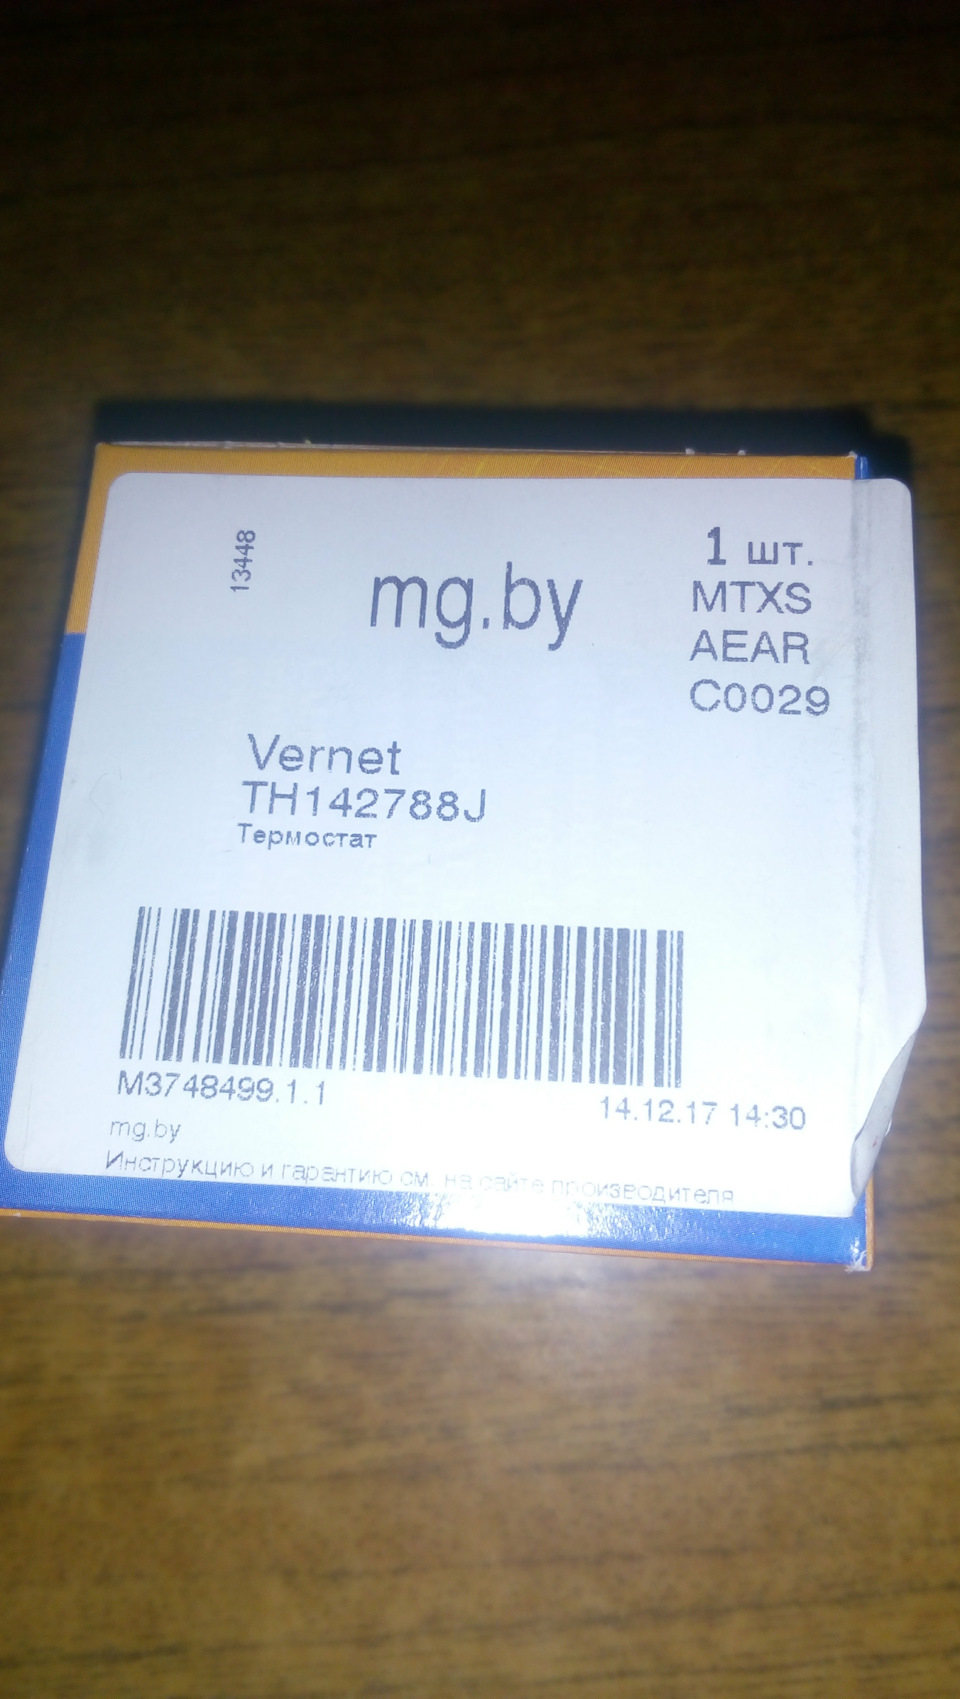 13448
mg.by
1 шт.
MTXS
AEAR
C0029
Vernet
TH142788J
Термостат
M3748499.1.1
14.12.17 14:30
mg.by
Инструкцию и гарантию см. на сайте производителя